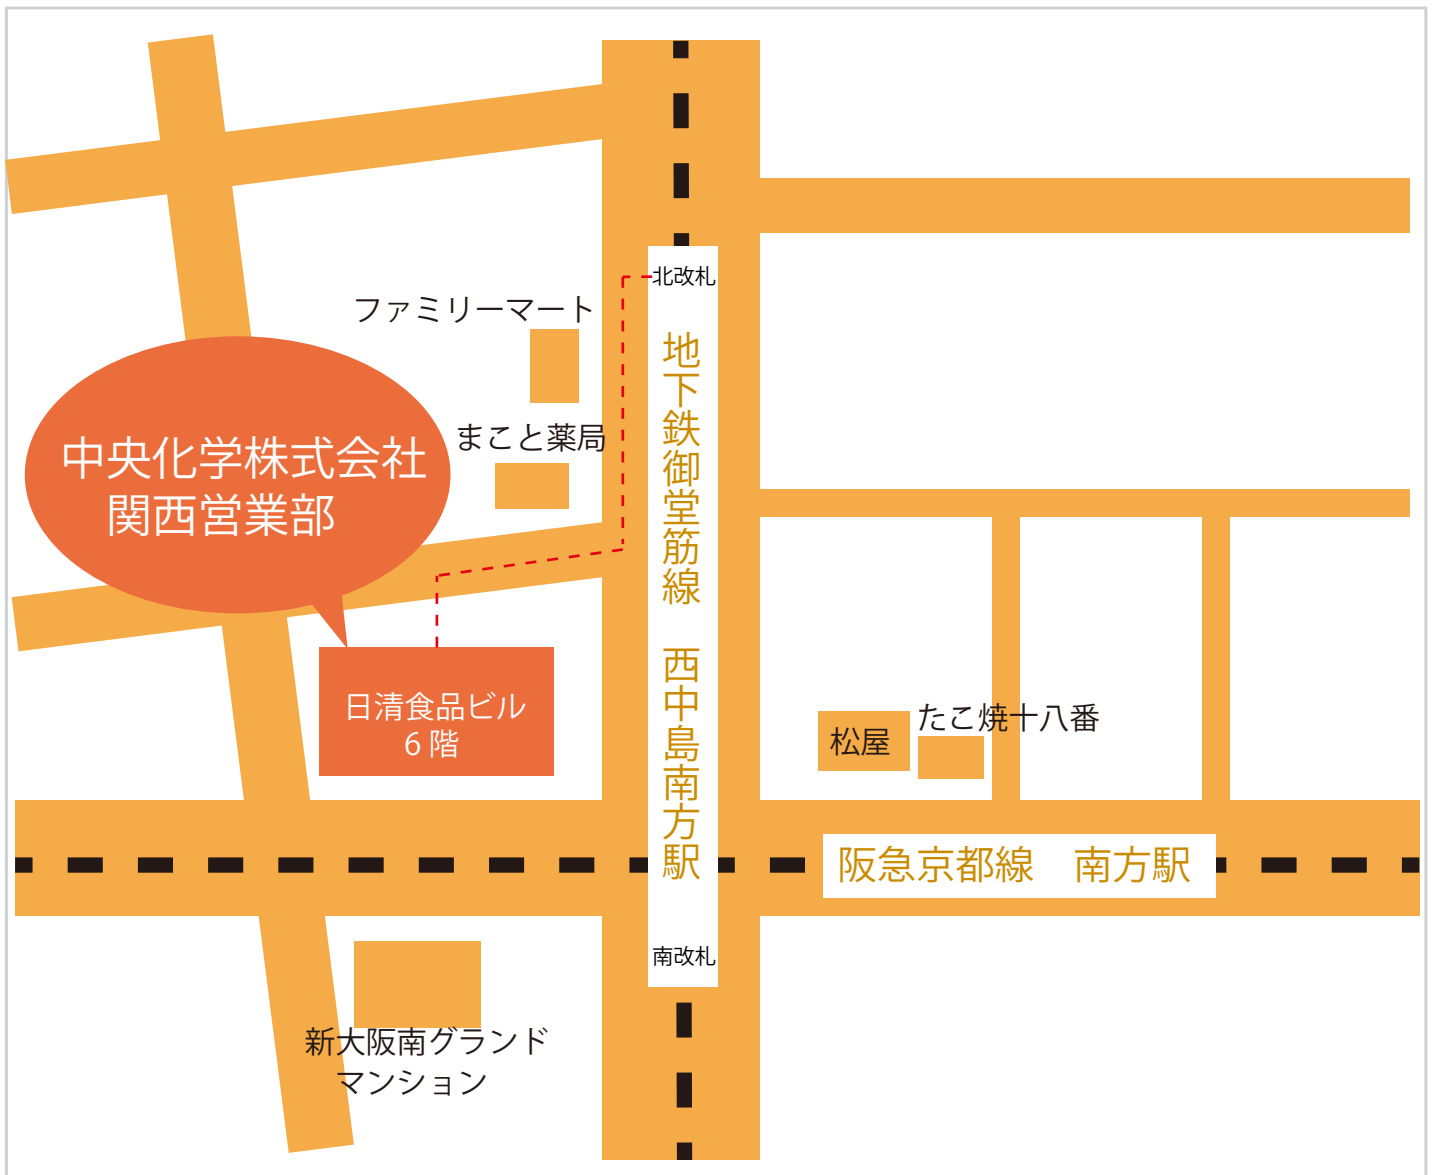 北改札
ファミリーマート
地下鉄御堂筋線　西中島南方駅
まこと薬局
中央化学株式会社
関西営業部
日清食品ビル
６階
松屋
たこ焼十八番
阪急京都線　南方駅
南改札
新大阪南グランド
マンション